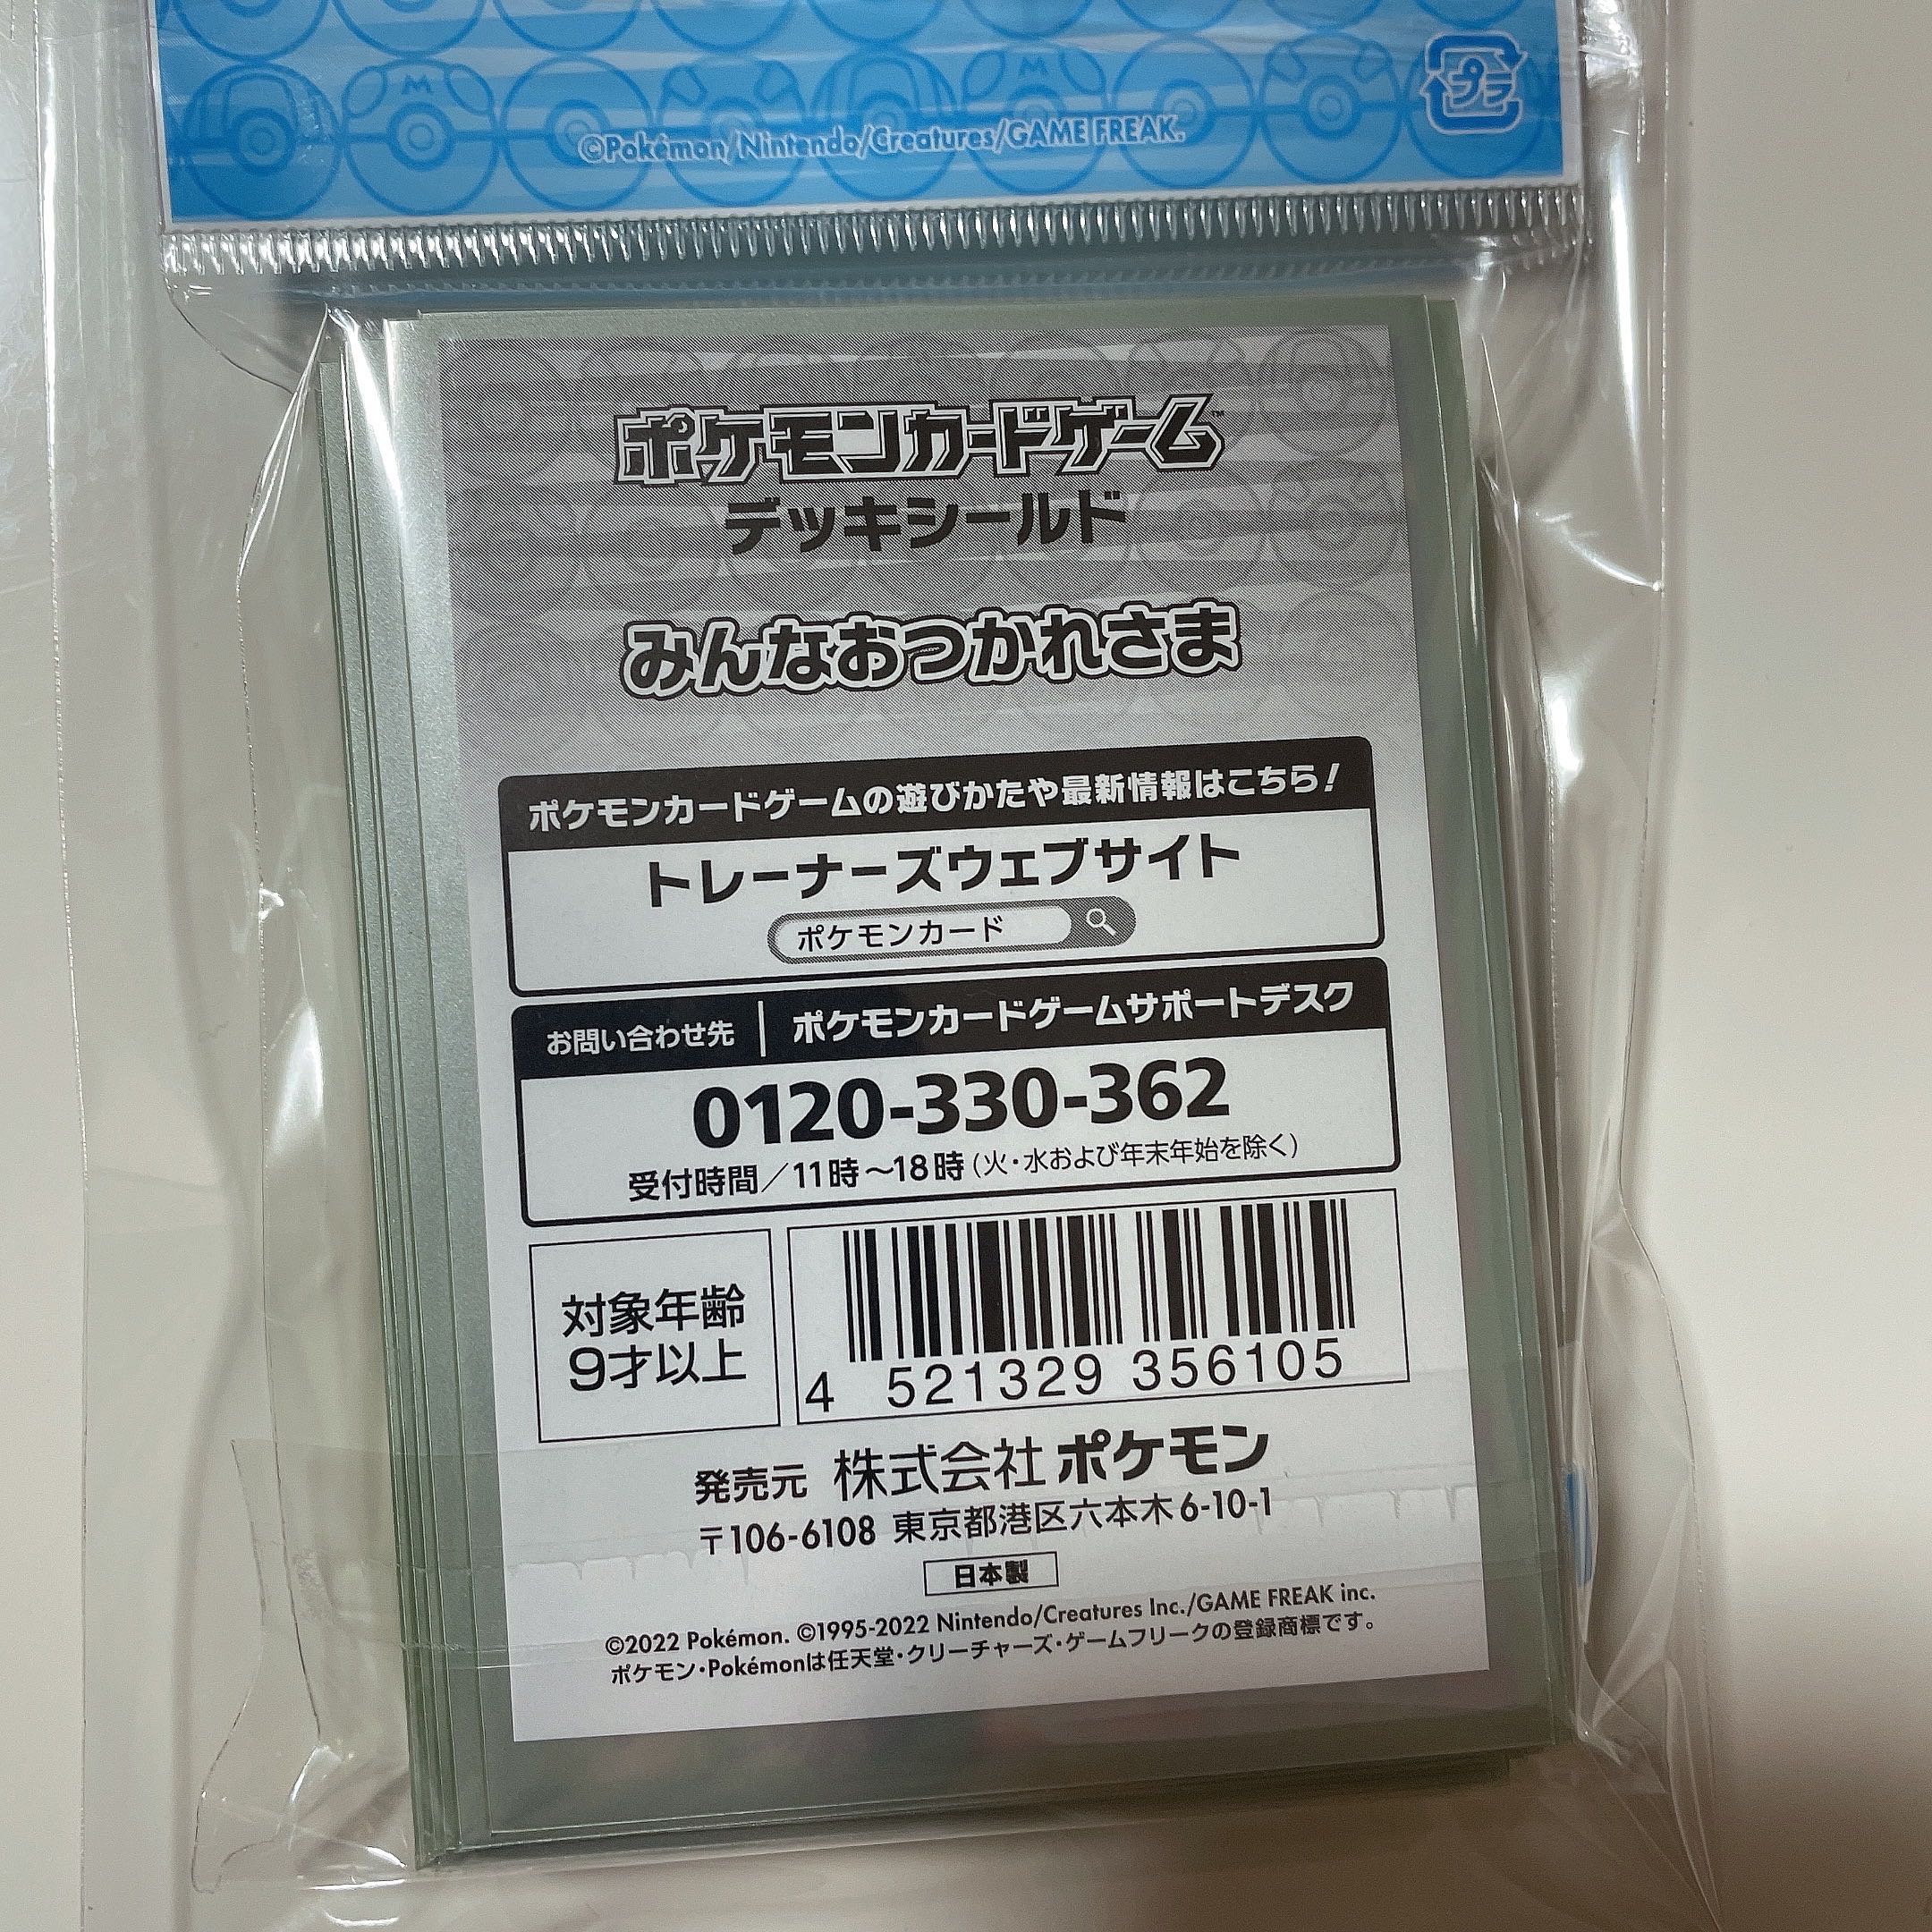 プラ
©Pokémon/Nintendo/Creatures/GAME FREAK.
ポケモンカードゲーム™
デッキシールド
みんなおつかれさま
ポケモンカードゲームの遊びかたや最新情報はこちら!
トレーナーズウェブサイト
ポケモンカード
お問い合わせ先 | ポケモンカードゲームサポートデスク
0120-330-362
受付時間/11時~18時(火・水および年末年始を除く)
対象年齢
9才以上
4 521329 356105
発売元 株式会社ポケモン
〒106-6108 東京都港区六本木6-10-1
日本製
©2022 Pokémon. ©1995-2022 Nintendo/Creatures Inc./GAME FREAK inc.
ポケモン・Pokémonは任天堂・クリーチャーズ・ゲームフリークの登録商標です。